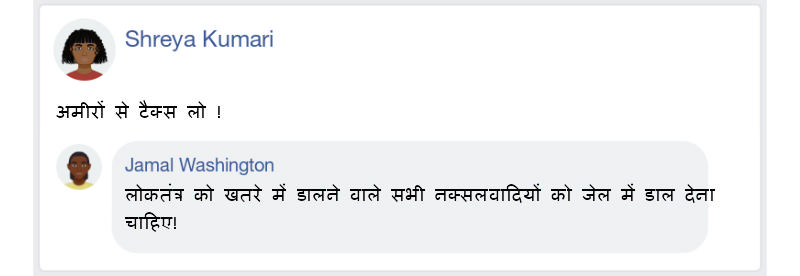 Shreya Kumari
अमीरों से टैक्स लो !
Jamal Washington
लोकतंत्र को खतरे में डालने वाले सभी नक्सलवादियों को जेल में डाल देना
चाहिए!